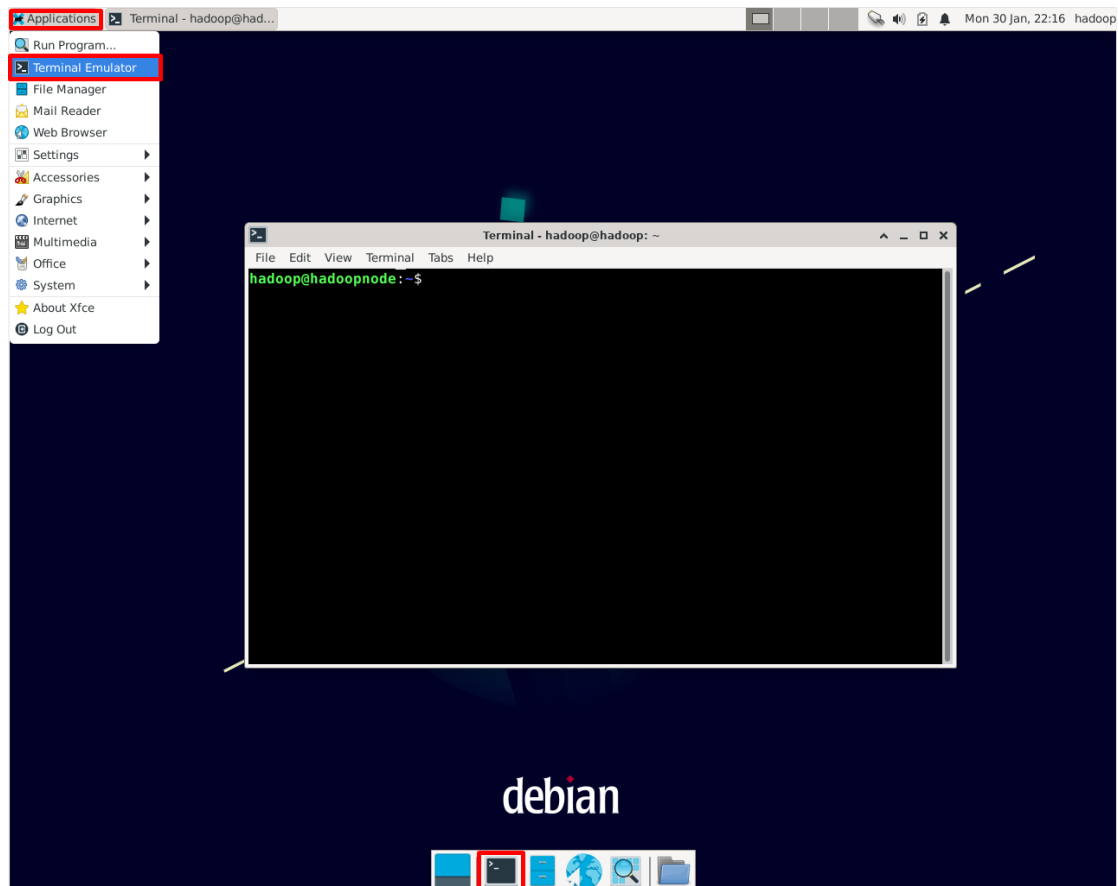 Applications Terminal - hadoop@had... Mon 30 Jan, 22:16 hadoop
Run Program...
Terminal Emulator
File Manager
Mail Reader
Web Browser
Settings
Accessories
Graphics
Internet
Multimedia
Office
System
About Xfce
Log Out
Terminal - hadoop@hadoop: ~
File Edit View Terminal Tabs Help
hadoop@hadoopnode:~$
debian